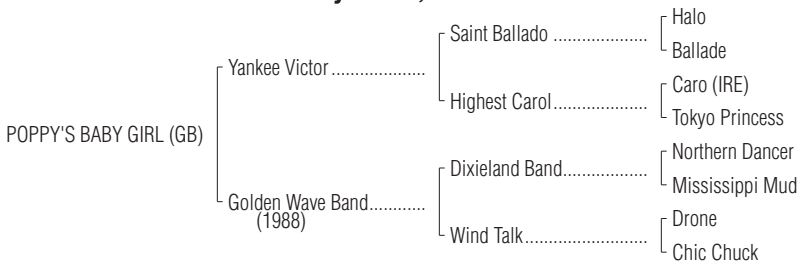 Halo
Saint Ballado ....................
Ballade
Yankee Victor....................
Caro (IRE)
Highest Carol....................
Tokyo Princess
POPPY'S BABY GIRL (GB)
Northern Dancer
Dixieland Band..................
Mississippi Mud
Golden Wave Band............
(1988)
Drone
Wind Talk..........................
Chic Chuck